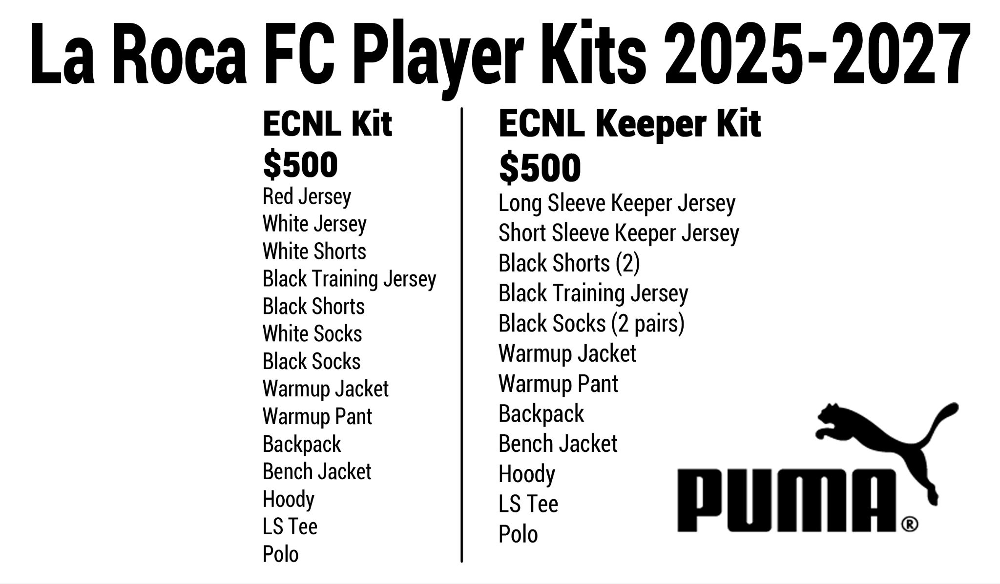 La Roca FC Player Kits 2025-2027
ECNL Kit
$500
Red Jersey
White Jersey
White Shorts
Black Training Jersey
Black Shorts
White Socks
Black Socks
Warmup Jacket
Warmup Pant
Backpack
Bench Jacket
Hoody
LS Tee
Polo
ECNL Keeper Kit
$500
Long Sleeve Keeper Jersey
Short Sleeve Keeper Jersey
Black Shorts (2)
Black Training Jersey
Black Socks (2 pairs)
Warmup Jacket
Warmup Pant
Backpack
Bench Jacket
Hoody
LS Tee
Polo
PUMA®